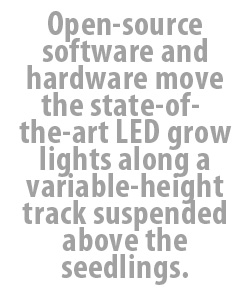 Open-source
software and
hardware move
the state-of-
the-art LED grow
lights along a
variable-height
track suspended
above the
seedlings.